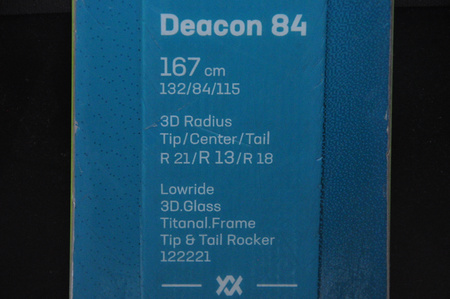 Deacon 84
167 cm
132/84/115
3D Radius
Tip/Center/Tail
R 21/R 13/R 18
Lowride
3D.Glass
Titanal.Frame
Tip & Tail Rocker
122221